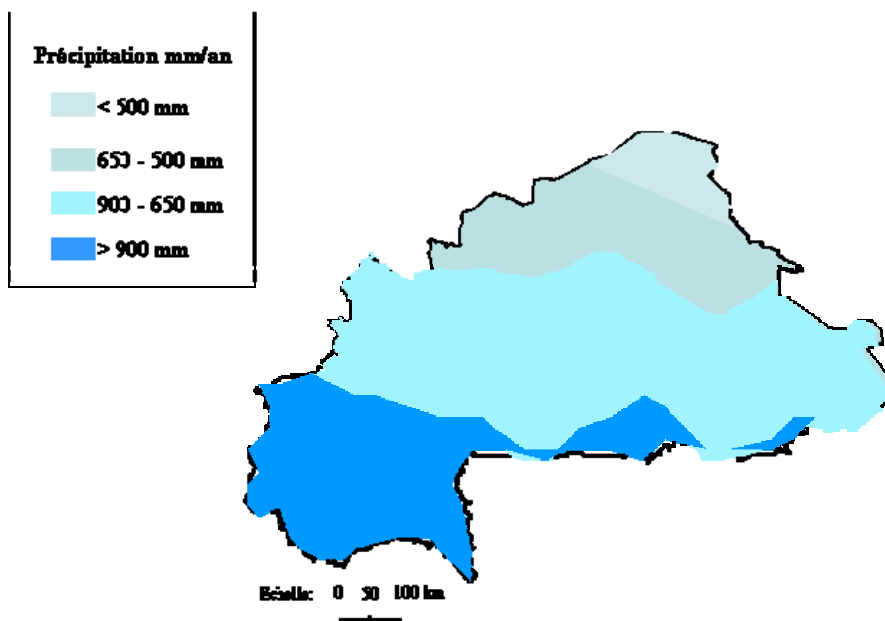 Précipitation mm/an
< 500 mm
650 - 500 mm
900 - 650 mm
> 900 mm
Echelle: 0 50 100 km